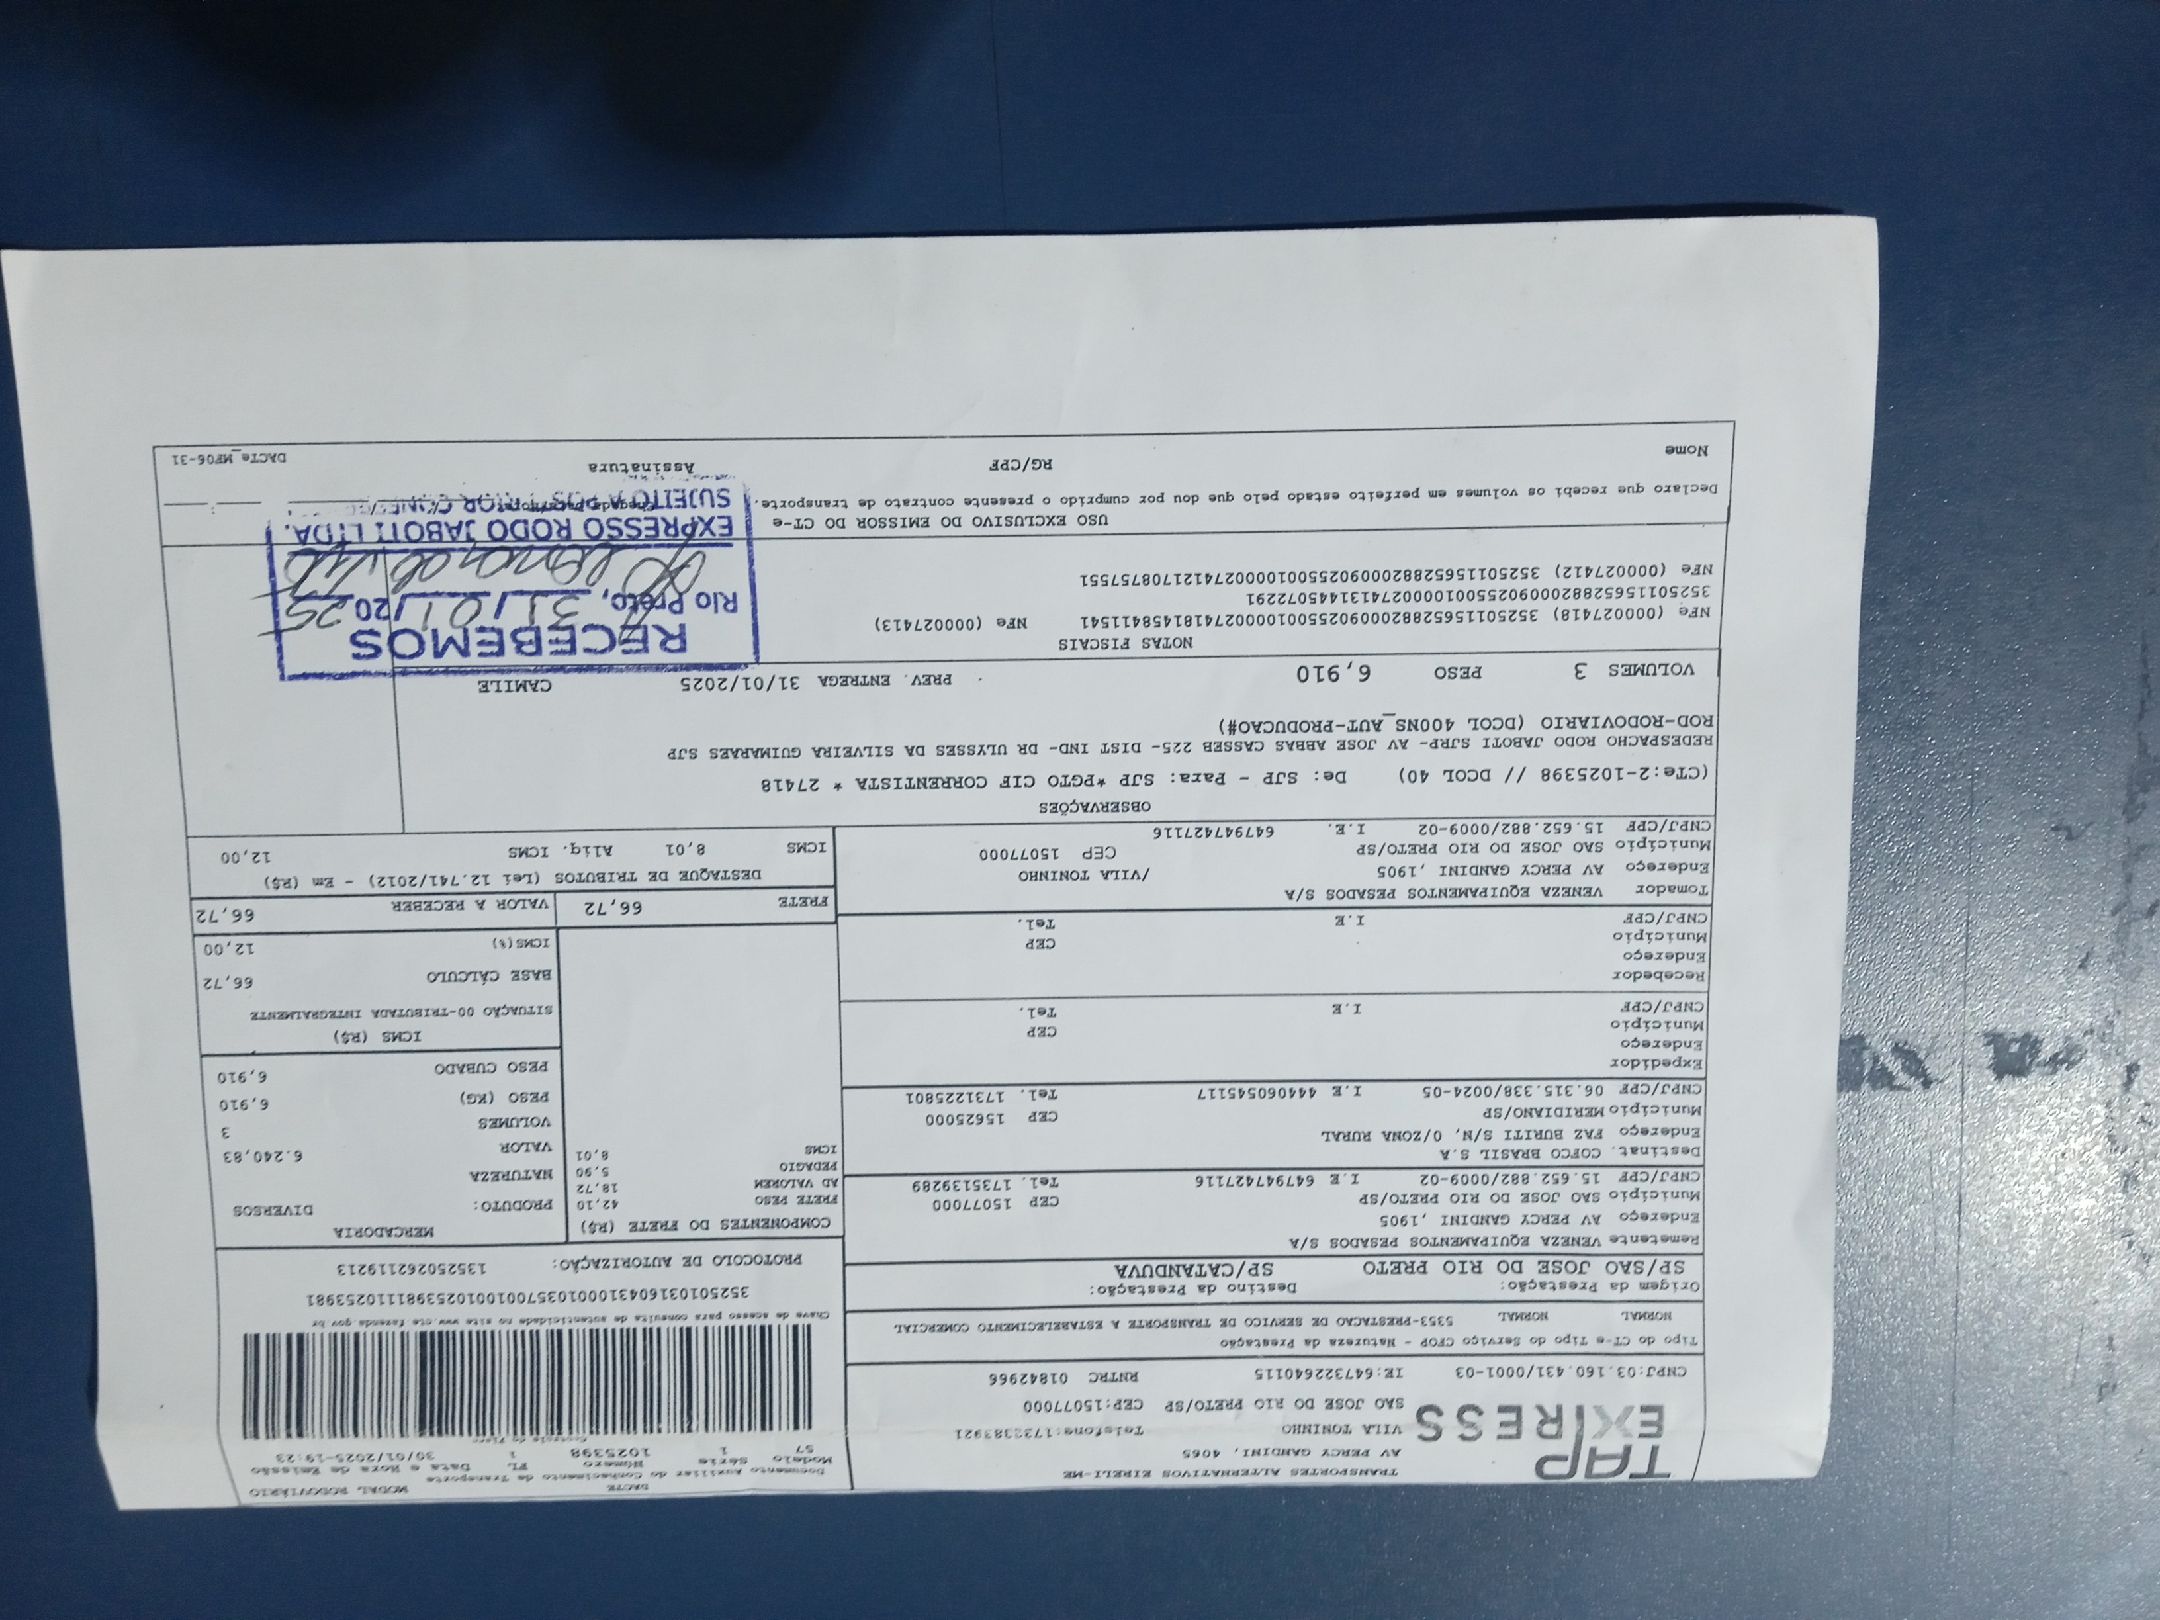 TAP
EXPRESS
TRANSPORTES ALTERNATIVOS EIRELI-ME
AV PERCY GANDINI, 4065
VILA TONINHO Telefone:1732383921
SAO JOSE DO RIO PRETO/SP CEP:15077000
CNPJ:03.160.431/0001-03 IE:647322640115 RNTRC 01842966
DACTE MODAL RODOVIÁRIO
Documento Auxiliar do Conhecimento de Transporte
Modelo Série Número FL Data e Hora de Emissão
57 1 1025398 1 30/01/2025-19:23
Controle do Fisco
Chave de acesso para consulta de autenticidade no site www.cte.fazenda.gov.br
35250103160431000103570010010253981110253981
PROTOCOLO DE AUTORIZAÇÃO: 135250262119213
Tipo do CT-e Tipo do Serviço CFOP - Natureza da Prestação
NORMAL NORMAL 5353-PRESTACAO DE SERVICO DE TRANSPORTE A ESTABELECIMENTO COMERCIAL
Origem da Prestação: Destino da Prestação:
SP/SAO JOSE DO RIO PRETO SP/CATANDUVA
Remetente VENEZA EQUIPAMENTOS PESADOS S/A
Endereço AV PERCY GANDINI ,1905
Município SAO JOSE DO RIO PRETO/SP CEP 15077000
CNPJ/CPF 15.652.882/0009-02 I.E 647947427116 Tel. 1735139289
Destinat. COFCO BRASIL S.A
Endereço FAZ BURITI S/N, 0/ZONA RURAL
Município MERIDIANO/SP CEP 15625000
CNPJ/CPF 06.315.338/0024-05 I.E 444060545117 Tel. 1731225801
Expedidor
Endereço
Município CEP
CNPJ/CPF I.E Tel.
Recebedor
Endereço
Município CEP
CNPJ/CPF I.E Tel.
Tomador VENEZA EQUIPAMENTOS PESADOS S/A
Endereço AV PERCY GANDINI ,1905 /VILA TONINHO
Município SAO JOSE DO RIO PRETO/SP CEP 15077000
CNPJ/CPF 15.652.882/0009-02 I.E. 647947427116
COMPONENTES DO FRETE (R$)
FRETE PESO 42,10
AD VALOREM 18,72
PEDAGIO 5,90
ICMS 8,01
MERCADORIA
PRODUTO: DIVERSOS
NATUREZA
VALOR 6.240,83
VOLUMES 3
PESO (KG) 6,910
PESO CUBADO 6,910
ICMS (R$)
SITUAÇÃO 00-TRIBUTADA INTEGRALMENTE
BASE CÁLCULO 66,72
ICMS(%) 12,00
FRETE 66,72 VALOR A RECEBER 66,72
DESTAQUE DE TRIBUTOS (Lei 12.741/2012) - Em (R$)
ICMS 8,01 Aliq. ICMS 12,00
OBSERVAÇÕES
(CTe:2-1025398 // DCOL 40) De: SJP - Para: SJP *PGTO CIF CORRENTISTA * 27418
REDESPACHO RODO JABOTI SJRP- AV JOSE ABBAS CASSEB 225- DIST IND- DR ULYSSES DA SILVEIRA GUIMARAES SJP
ROD-RODOVIARIO (DCOL 400NS_AUT-PRODUCAO#)
VOLUMES 3 PESO 6,910 PREV. ENTREGA 31/01/2025 CAMILE
NOTAS FISCAIS
NFe (000027418) 35250115652882000902550010000274181458411541 NFe (000027413)
35250115652882000902550010000274131445072291
NFe (000027412) 35250115652882000902550010000274121708757551
RECEBEMOS
Rio Preto, 31/01/2025
EXPRESSO RODO JABOTI LTDA.
SUJEITO A POSTERIOR
USO EXCLUSIVO DO EMISSOR DO CT-e
Declaro que recebi os volumes em perfeito estado pelo que dou por cumprido o presente contrato de transporte.
Nome RG/CPF Assinatura DACTe_MF06-31